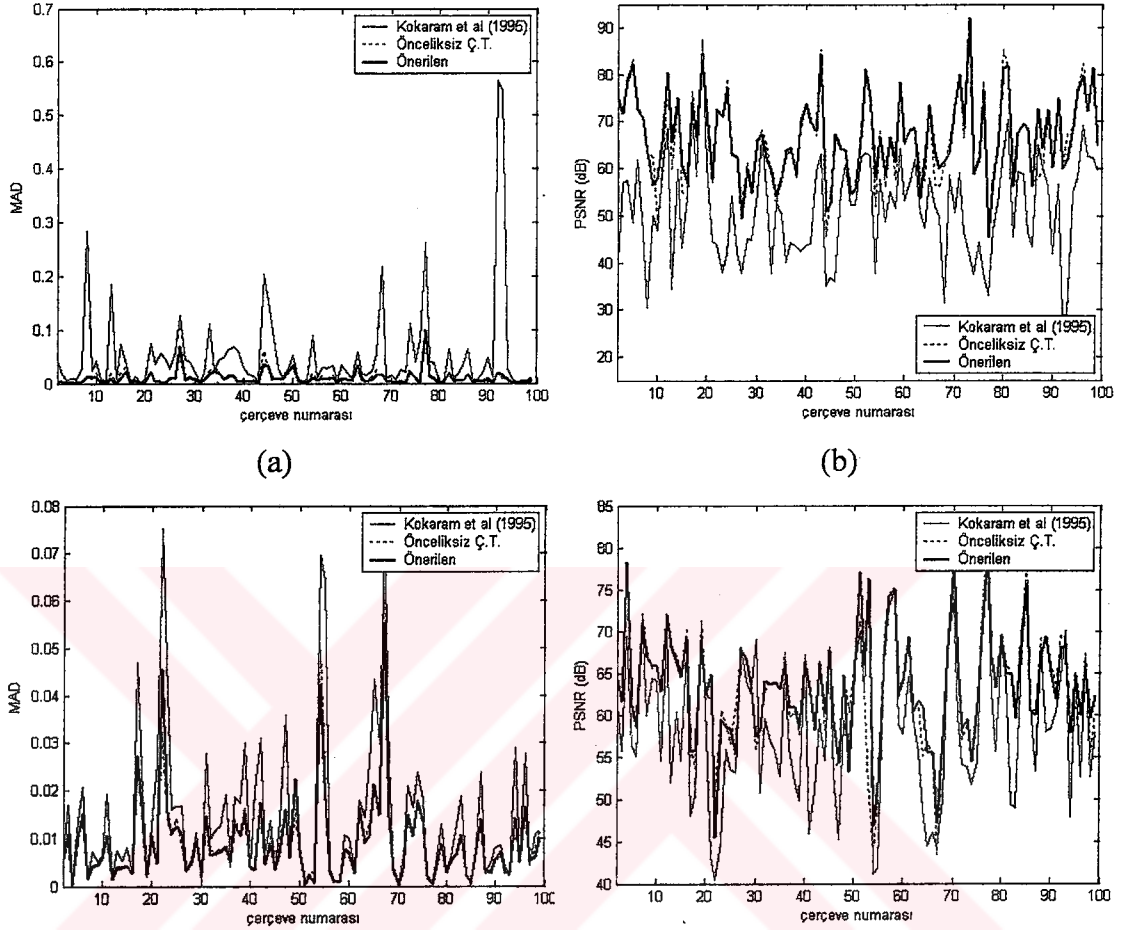 0.7
0.6
0.5
0.4
0.3
0.2
0.1
0
MAD
Kokaram et al (1995)
Önceliksiz Ç.T.
Önerilen
10 20 30 40 50 60 70 80 90 100
çerçeve numarası
(a)
90
80
70
60
50
40
30
20
PSNR (dB)
Kokaram et al (1995)
Önceliksiz Ç.T.
Önerilen
10 20 30 40 50 60 70 80 90 100
çerçeve numarası
(b)
0.08
0.07
0.06
0.05
0.04
0.03
0.02
0.01
0
MAD
Kokaram et al (1995)
Önceliksiz Ç.T.
Önerilen
10 20 30 40 50 60 70 80 90 100
çerçeve numarası
85
80
75
70
65
60
55
50
45
40
PSNR (dB)
Kokaram et al (1995)
Önceliksiz Ç.T.
Önerilen
10 20 30 40 50 60 70 80 90 100
çerçeve numarası